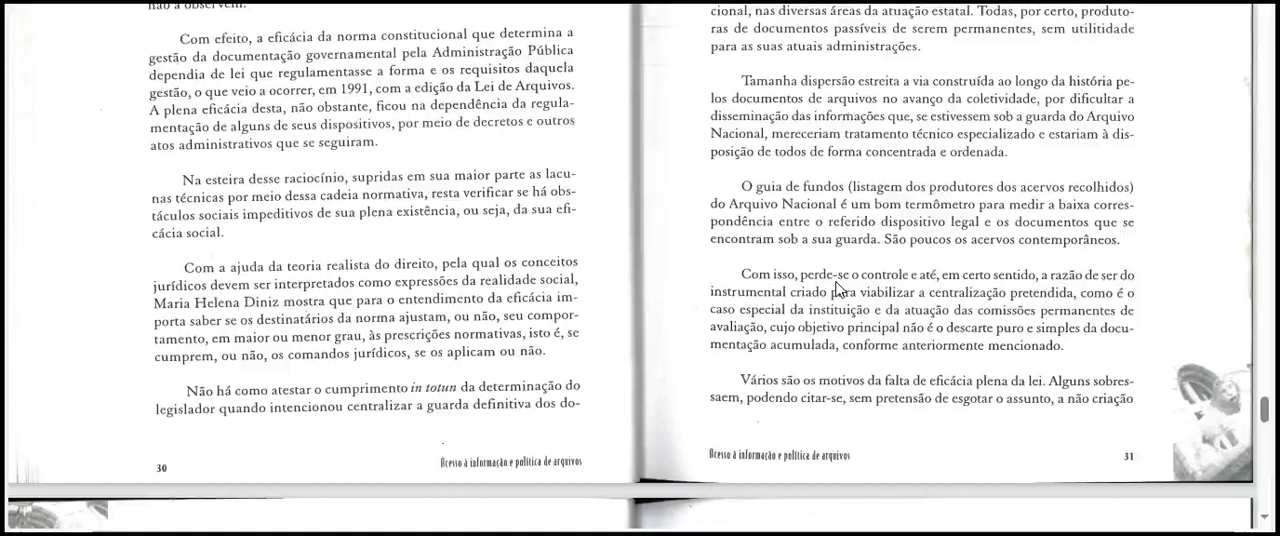 não a observem.
Com efeito, a eficácia da norma constitucional que determina a
gestão da documentação governamental pela Administração Pública
dependia de lei que regulamentasse a forma e os requisitos daquela
gestão, o que veio a ocorrer, em 1991, com a edição da Lei de Arquivos.
A plena eficácia desta, não obstante, ficou na dependência da regula-
mentação de alguns de seus dispositivos, por meio de decretos e outros
atos administrativos que se seguiram.
Na esteira desse raciocínio, supridas em sua maior parte as lacu-
nas técnicas por meio dessa cadeia normativa, resta verificar se há obs-
táculos sociais impeditivos de sua plena existência, ou seja, da sua efi-
cácia social.
Com a ajuda da teoria realista do direito, pela qual os conceitos
jurídicos devem ser interpretados como expressões da realidade social,
Maria Helena Diniz mostra que para o entendimento da eficácia im-
porta saber se os destinatários da norma ajustam, ou não, seu compor-
tamento, em maior ou menor grau, às prescrições normativas, isto é, se
cumprem, ou não, os comandos jurídicos, se os aplicam ou não.
Não há como atestar o cumprimento in totun da determinação do
legislador quando intencionou centralizar a guarda definitiva dos do-
30
Acesso à informação e política de arquivos
cional, nas diversas áreas da atuação estatal. Todas, por certo, produto-
ras de documentos passíveis de serem permanentes, sem utilitidade
para as suas atuais administrações.
Tamanha dispersão estreita a via construída ao longo da história pe-
los documentos de arquivos no avanço da coletividade, por dificultar a
disseminação das informações que, se estivessem sob a guarda do Arquivo
Nacional, mereceriam tratamento técnico especializado e estariam à dis-
posição de todos de forma concentrada e ordenada.
O guia de fundos (listagem dos produtores dos acervos recolhidos)
do Arquivo Nacional é um bom termômetro para medir a baixa corres-
pondência entre o referido dispositivo legal e os documentos que se
encontram sob a sua guarda. São poucos os acervos contemporâneos.
Com isso, perde-se o controle e até, em certo sentido, a razão de ser do
instrumental criado para viabilizar a centralização pretendida, como é o
caso especial da instituição e da atuação das comissões permanentes de
avaliação, cujo objetivo principal não é o descarte puro e simples da docu-
mentação acumulada, conforme anteriormente mencionado.
Vários são os motivos da falta de eficácia plena da lei. Alguns sobres-
saem, podendo citar-se, sem pretensão de esgotar o assunto, a não criação
Acesso à informação e política de arquivos
31